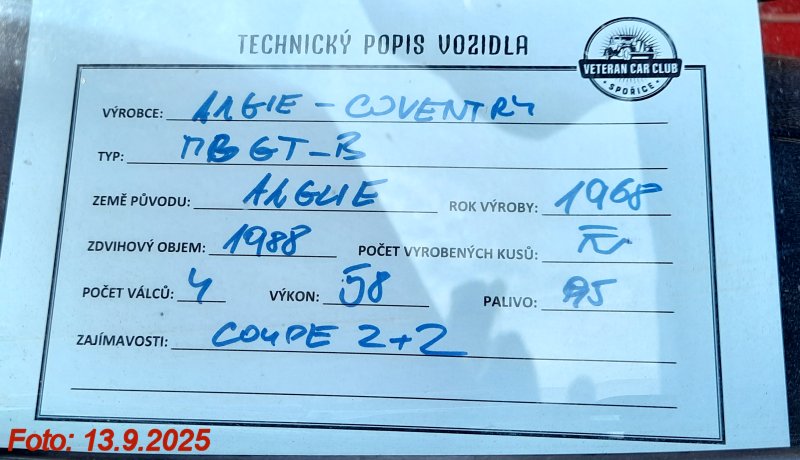 TECHNICKÝ POPIS VOZIDLA
VETERAN CAR CLUB
SPOŘICE
VÝROBCE: ANGIE - COVENTRY
TYP: MG GT-B
ZEMĚ PŮVODU: ANGLIE ROK VÝROBY: 1968
ZDVIHOVÝ OBJEM: 1988 POČET VYROBENÝCH KUSŮ:
POČET VÁLCŮ: 4 VÝKON: 58 PALIVO: 95
ZAJÍMAVOSTI: COUPE 2+2
Foto: 13.9.2025